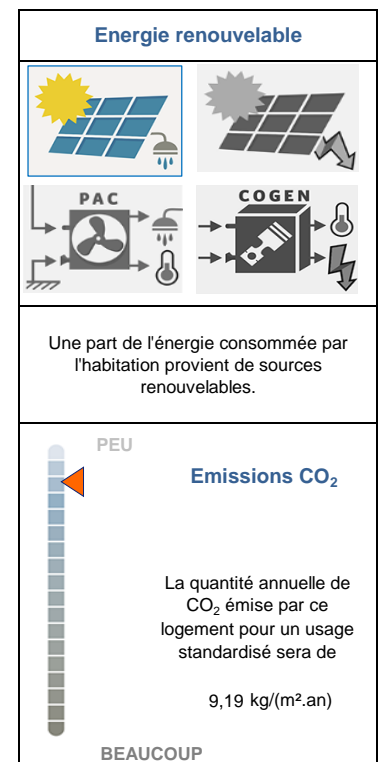 Energie renouvelable
PAC
COGEN
Une part de l'énergie consommée par
l'habitation provient de sources
renouvelables.
PEU
Emissions CO₂
La quantité annuelle de
CO₂ émise par ce
logement pour un usage
standardisé sera de
9,19 kg/(m².an)
BEAUCOUP